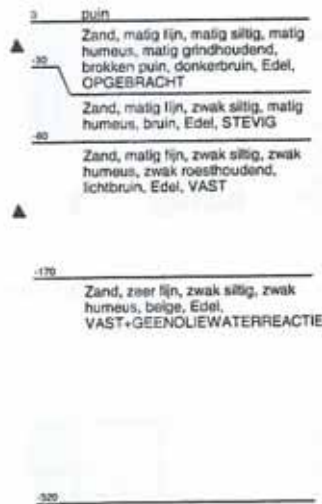 0 puin
Zand, matig fijn, matig siltig, matig
humeus, matig grindhoudend,
-30 brokken puin, donkerbruin, Edel,
OPGEBRACHT
Zand, matig fijn, zwak siltig, matig
humeus, bruin, Edel, STEVIG
-80
Zand, matig fijn, zwak siltig, zwak
humeus, zwak roesthoudend,
lichtbruin, Edel, VAST
-170
Zand, zeer fijn, zwak siltig, zwak
humeus, beige, Edel,
VAST+GEENOLIEWATERREACTIE
-320